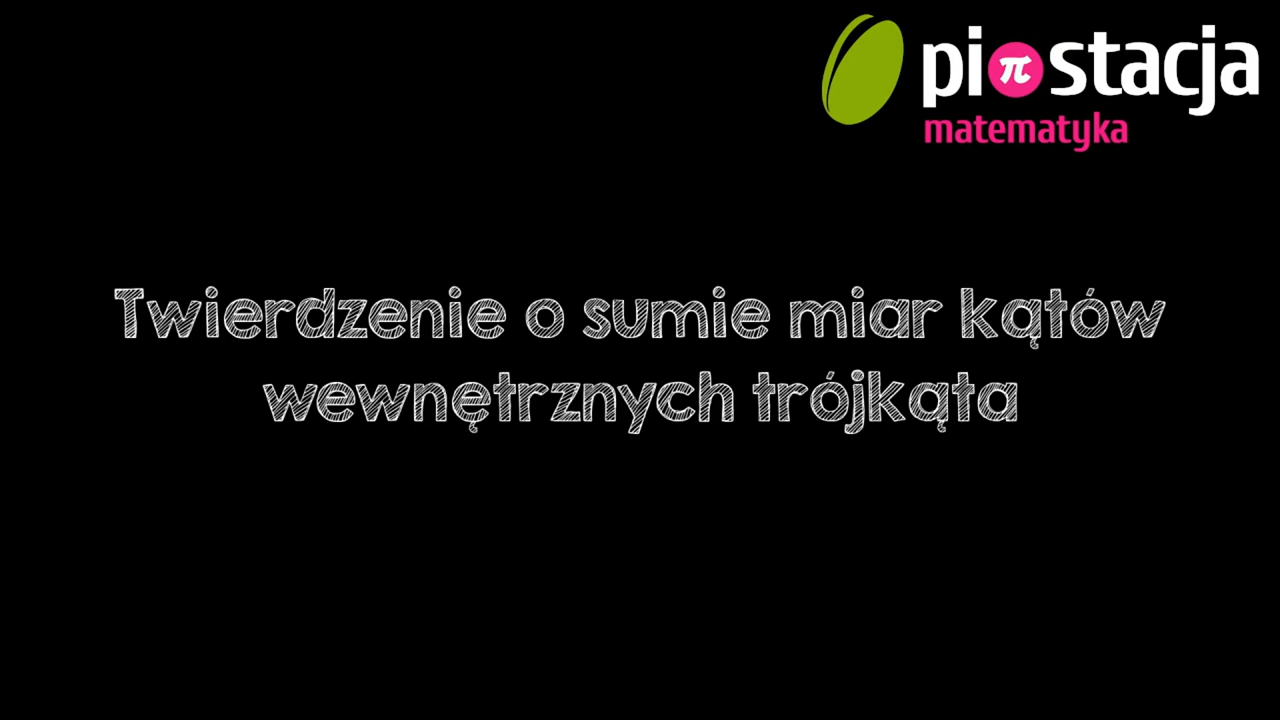 piπstacja
matematyka
Twierdzenie o sumie miar kątów
wewnętrznych trójkąta